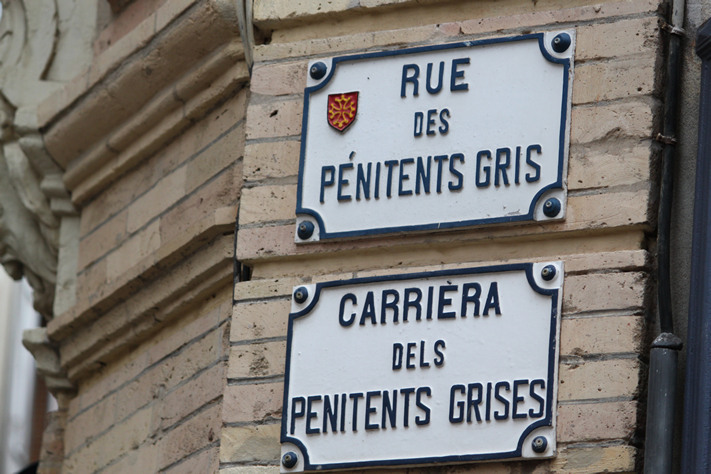 RUE
DES
PÉNITENTS GRIS
CARRIÈRA
DELS
PENITENTS GRISES